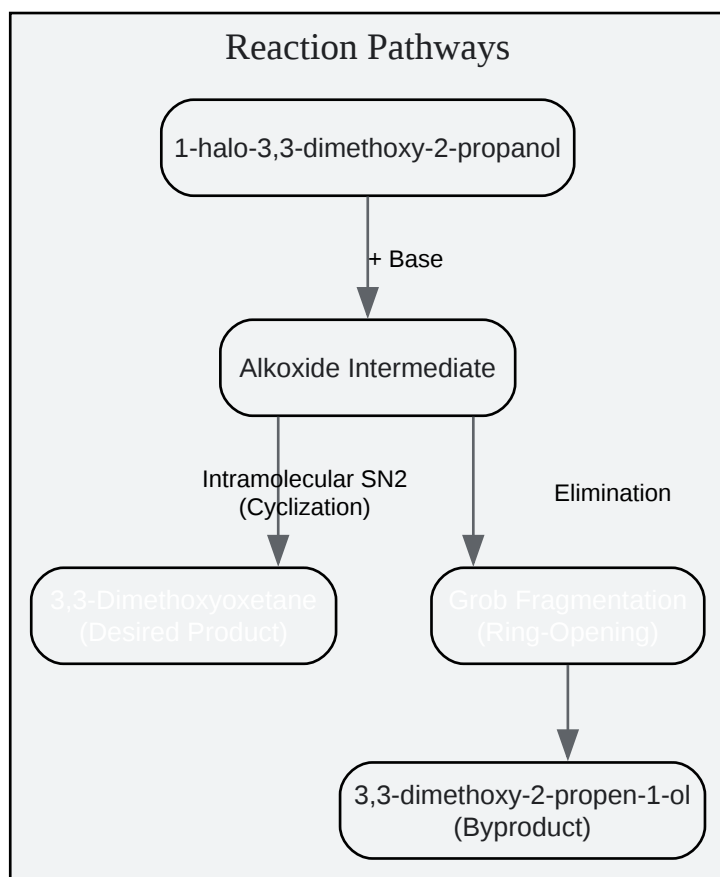 Reaction Pathways
1-halo-3,3-dimethoxy-2-propanol
+ Base
Alkoxide Intermediate
Intramolecular SN2
(Cyclization)
Elimination
3,3-Dimethoxyoxetane
(Desired Product)
Grob Fragmentation
(Ring-Opening)
3,3-dimethoxy-2-propen-1-ol
(Byproduct)